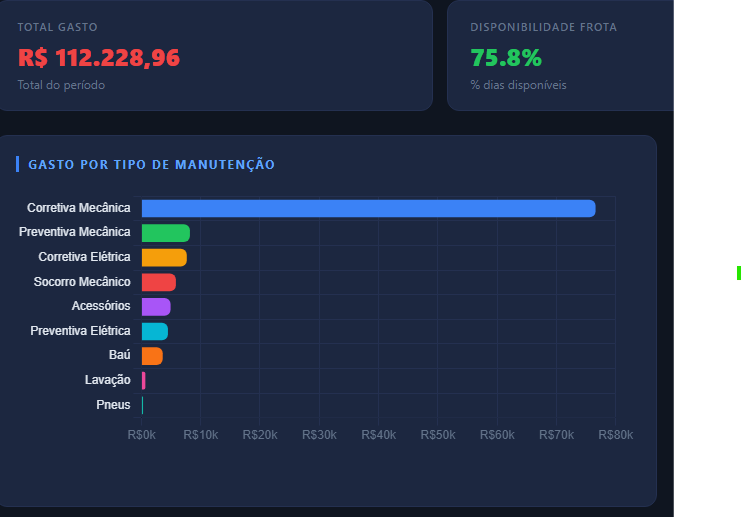 TOTAL GASTO
R$ 112.228,96
Total do período
DISPONIBILIDADE FROTA
75.8%
% dias disponíveis
GASTO POR TIPO DE MANUTENÇÃO
Corretiva Mecânica
Preventiva Mecânica
Corretiva Elétrica
Socorro Mecânico
Acessórios
Preventiva Elétrica
Baú
Lavação
Pneus
R$0k R$10k R$20k R$30k R$40k R$50k R$60k R$70k R$80k